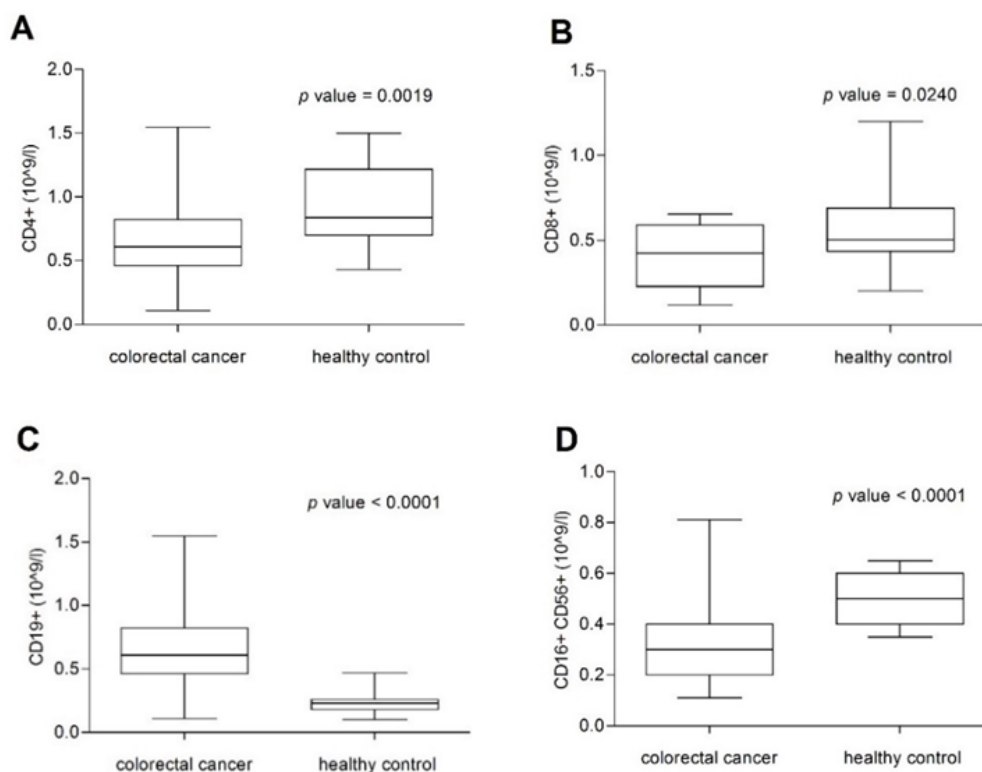 A
CD4+ (10^9/l)
2.0
1.5
1.0
0.5
0.0
p value = 0.0019
colorectal cancer
healthy control
B
CD8+ (10^9/l)
1.5
1.0
0.5
0.0
p value = 0.0240
colorectal cancer
healthy control
C
CD19+ (10^9/l)
2.0
1.5
1.0
0.5
0.0
p value < 0.0001
colorectal cancer
healthy control
D
CD16+ CD56+ (10^9/l)
1.0
0.8
0.6
0.4
0.2
0.0
p value < 0.0001
colorectal cancer
healthy control